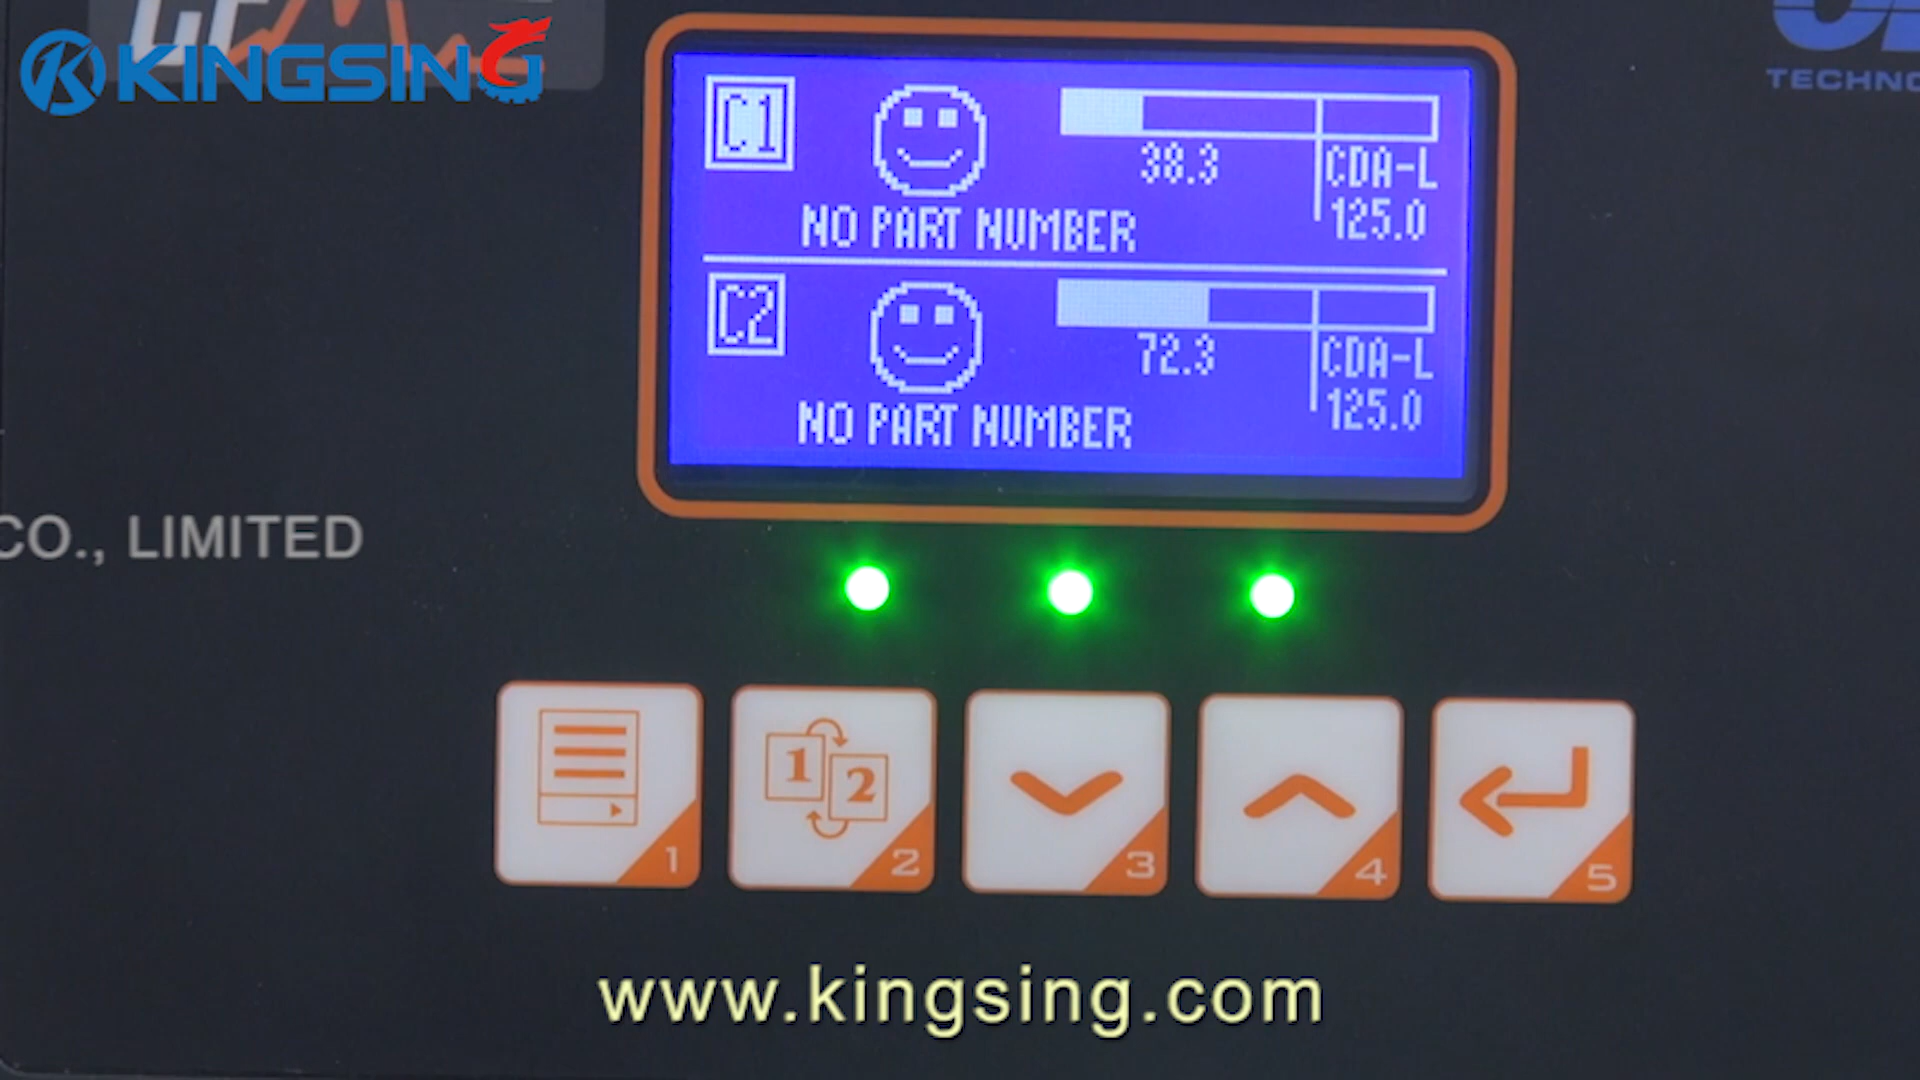 KINGSING
TECHNO
C1
38.3
CDA-L
125.0
NO PART NUMBER
C2
72.3
CDA-L
125.0
NO PART NUMBER
CO., LIMITED
1
2
1
2
3
4
5
www.kingsing.com